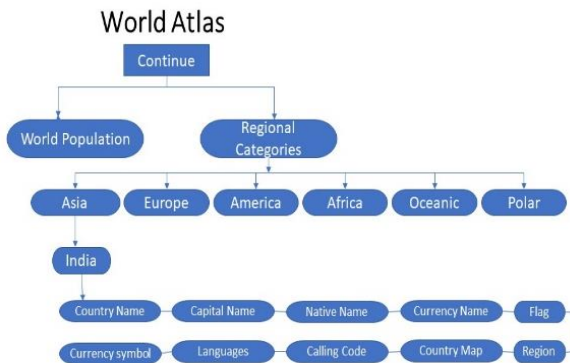 World Atlas
Continue
World Population
Regional
Categories
Asia
Europe
America
Africa
Oceanic
Polar
India
Country Name
Capital Name
Native Name
Currency Name
Flag
Currency symbol
Languages
Calling Code
Country Map
Region